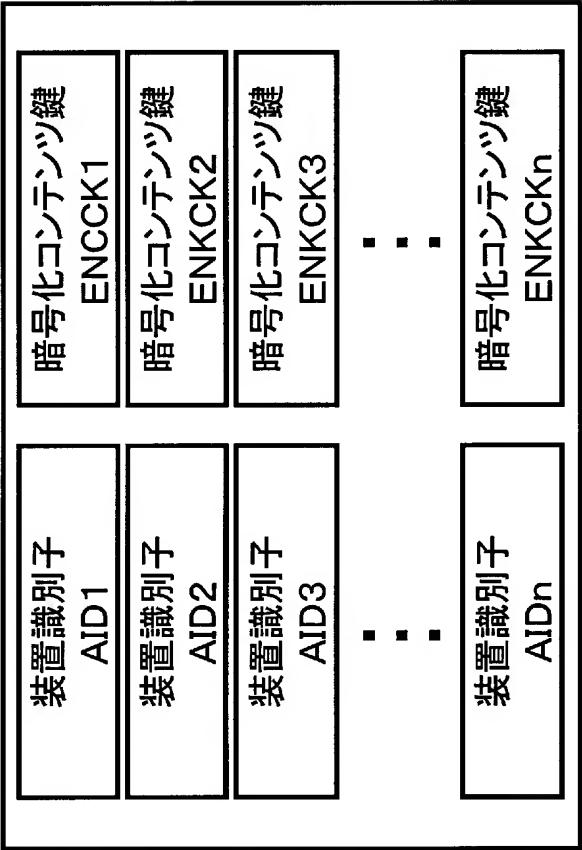 装置識別子
AID1
暗号化コンテンツ鍵
ENCCK1
装置識別子
AID2
暗号化コンテンツ鍵
ENKCK2
装置識別子
AID3
暗号化コンテンツ鍵
ENKCK3
装置識別子
AIDn
暗号化コンテンツ鍵
ENKCKn